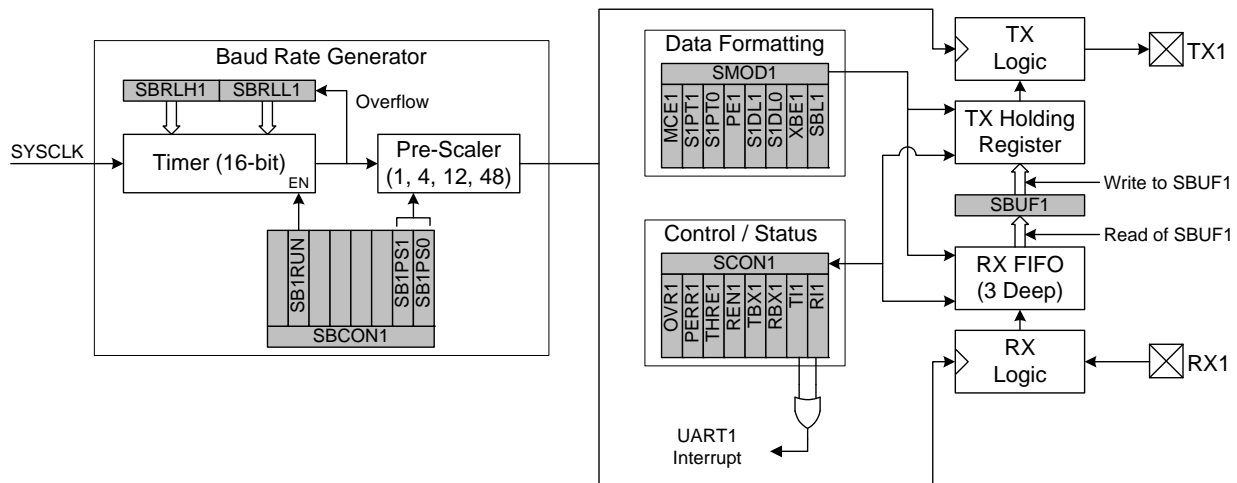 Baud Rate Generator
SBRLH1
SBRLL1
Overflow
SYSCLK
Timer (16-bit)
EN
Pre-Scaler
(1, 4, 12, 48)
SB1RUN
SB1PS1
SB1PS0
SBCON1
Data Formatting
SMOD1
MCE1
S1PT1
S1PT0
PE1
S1DL1
S1DL0
XBE1
SBL1
Control / Status
SCON1
OVR1
PERR1
THRE1
REN1
TBX1
RBX1
TI1
RI1
UART1
Interrupt
TX
Logic
TX1
TX Holding
Register
Write to SBUF1
SBUF1
Read of SBUF1
RX FIFO
(3 Deep)
RX
Logic
RX1